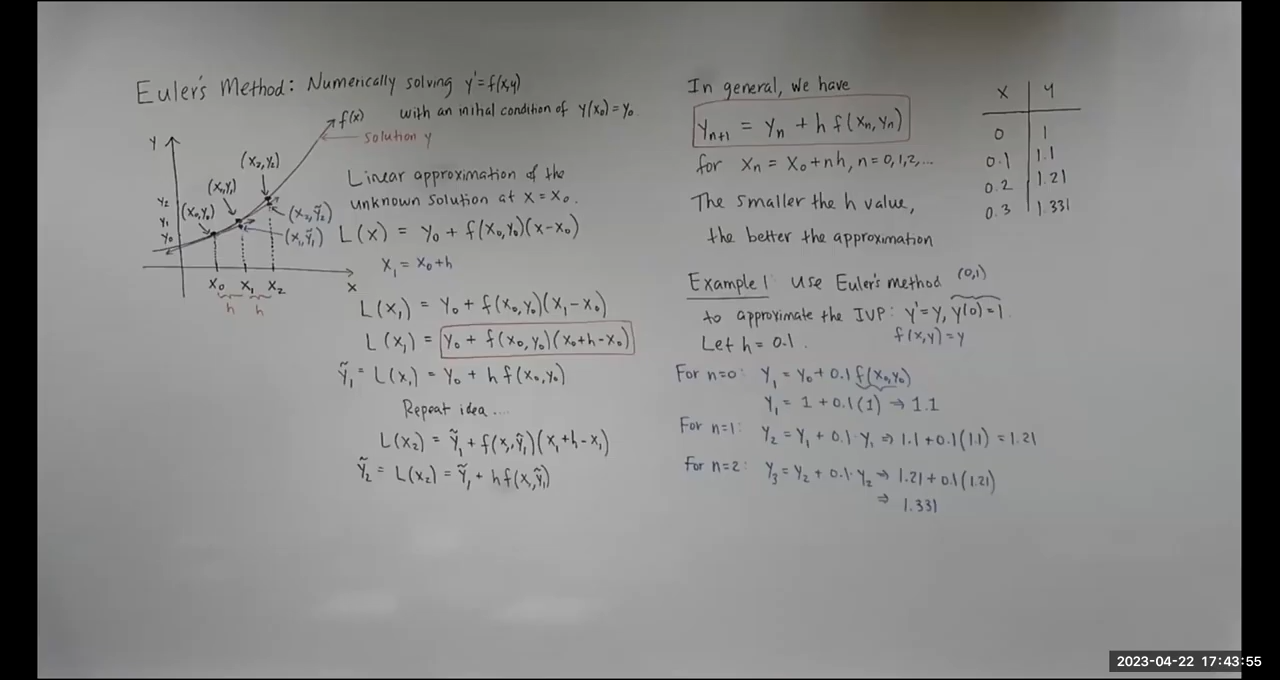 Euler's Method: Numerically solving y'=f(x,y)
with an initial condition of y(x₀)=y₀.
f(x)
solution y
Y
(x₂,y₂)
(x₁,y₁)
(x₀,y₀)
(x₂,ỹ₂)
(x₁,ỹ₁)
y₂
y₁
y₀
x₀ x₁ x₂ x
h h
Linear approximation of the
unknown solution at x=x₀.
L(x) = y₀ + f(x₀,y₀)(x-x₀)
x₁ = x₀+h
L(x₁) = y₀ + f(x₀,y₀)(x₁-x₀)
L(x₁) = y₀ + f(x₀,y₀)(x₀+h-x₀)
ỹ₁ = L(x₁) = y₀ + h f(x₀,y₀)
Repeat idea....
L(x₂) = ỹ₁ + f(x₁,ỹ₁)(x₁+h-x₁)
ỹ₂ = L(x₂) = ỹ₁ + h f(x₁,ỹ₁)
In general, we have
yₙ₊₁ = yₙ + h f(xₙ,yₙ)
for xₙ = x₀+nh, n=0,1,2,...
The smaller the h value,
the better the approximation
X Y
0 1
0.1 1.1
0.2 1.21
0.3 1.331
Example 1 Use Euler's method (0,1)
to approximate the IVP: y'=y, y(0)=1.
Let h=0.1. f(x,y)=y
For n=0: y₁ = y₀+0.1 f(x₀,y₀)
y₁ = 1 + 0.1(1) → 1.1
For n=1: y₂ = y₁ + 0.1·y₁ ⇒ 1.1+0.1(1.1) = 1.21
For n=2: y₃ = y₂ + 0.1·y₂ → 1.21+0.1(1.21)
⇒ 1.331
2023-04-22 17:43:55